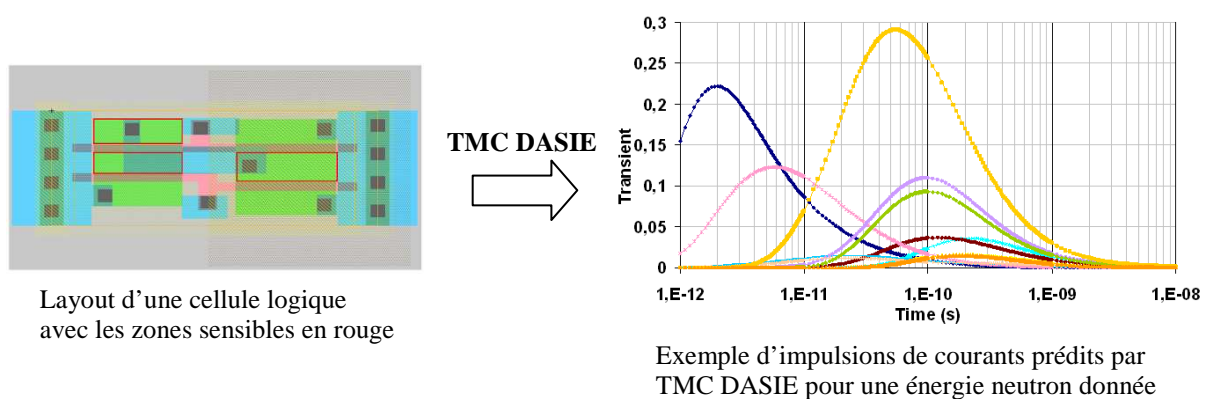 Layout d'une cellule logique
avec les zones sensibles en rouge
TMC DASIE
Transient
0,3
0,25
0,2
0,15
0,1
0,05
0
1,E-12 1,E-11 1,E-10 1,E-09 1,E-08
Time (s)
Exemple d'impulsions de courants prédits par
TMC DASIE pour une énergie neutron donnée